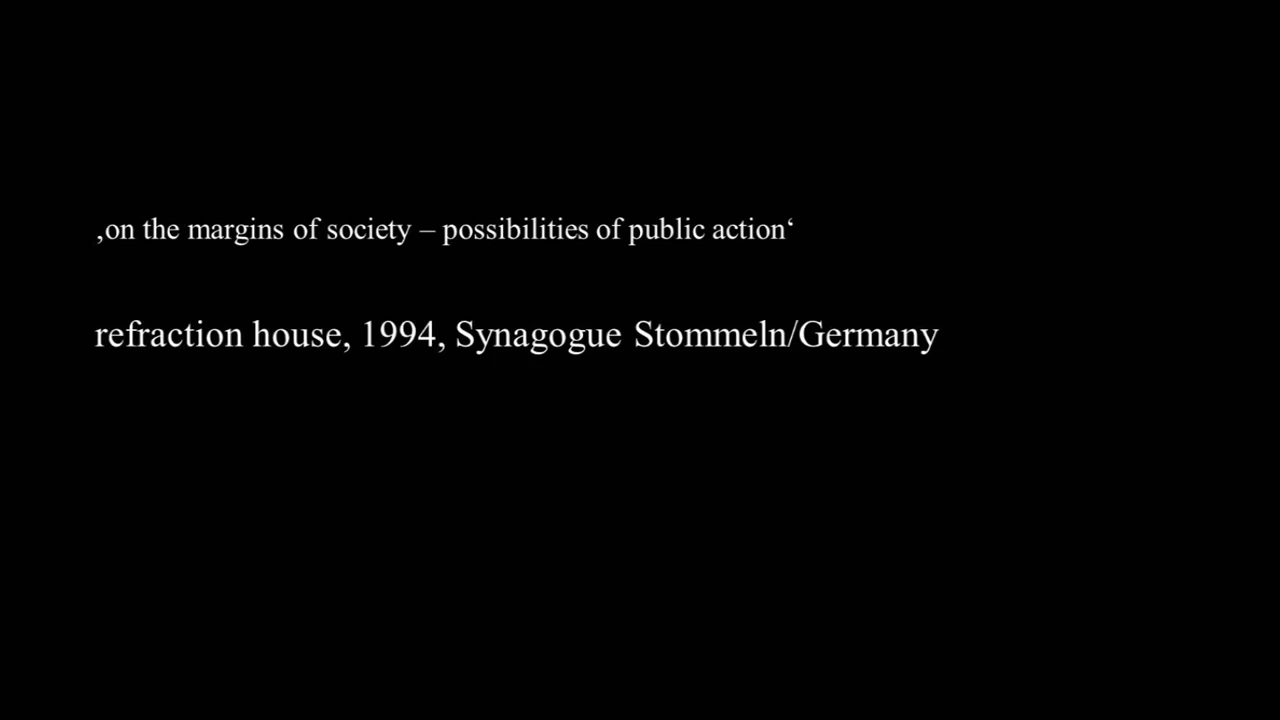 ‚on the margins of society – possibilities of public action‘
refraction house, 1994, Synagogue Stommeln/Germany